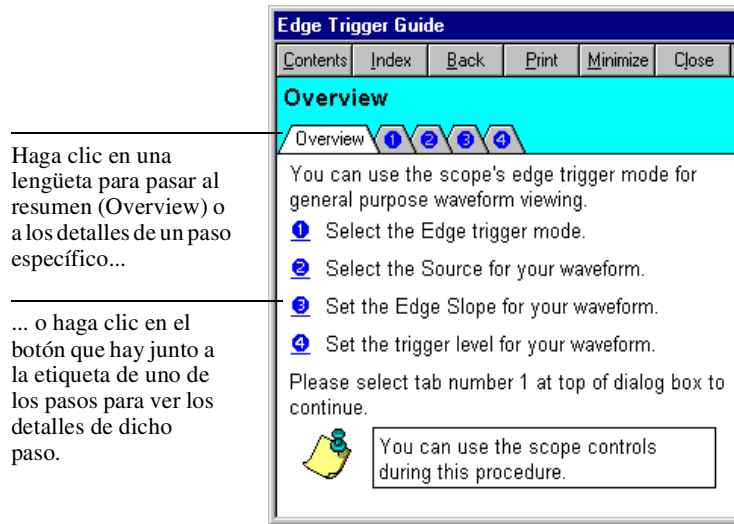 Haga clic en una
lengüeta para pasar al
resumen (Overview) o
a los detalles de un paso
específico...
... o haga clic en el
botón que hay junto a
la etiqueta de uno de
los pasos para ver los
detalles de dicho
paso.
Edge Trigger Guide
Contents Index Back Print Minimize Close
Overview
Overview 1 2 3 4
You can use the scope's edge trigger mode for
general purpose waveform viewing.
1 Select the Edge trigger mode.
2 Select the Source for your waveform.
3 Set the Edge Slope for your waveform.
4 Set the trigger level for your waveform.
Please select tab number 1 at top of dialog box to
continue.
You can use the scope controls
during this procedure.